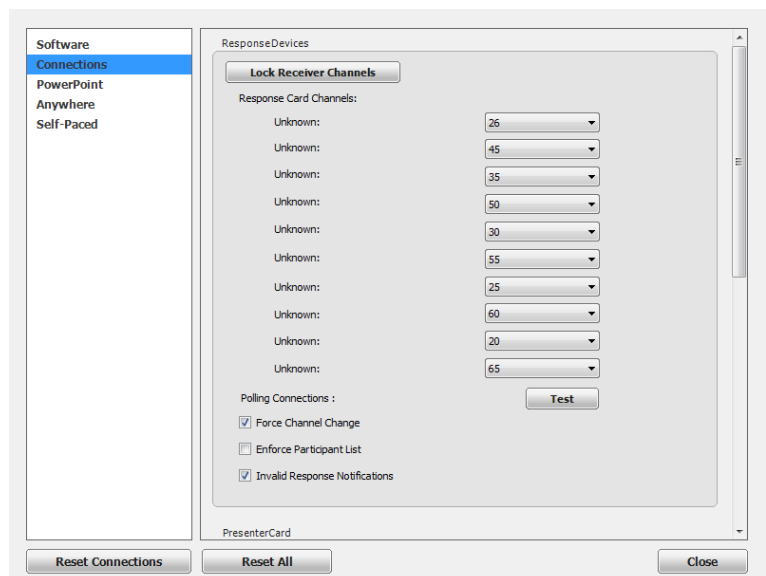 Software
Connections
PowerPoint
Anywhere
Self-Paced
ResponseDevices
Lock Receiver Channels
Response Card Channels:
Unknown: 26
Unknown: 45
Unknown: 35
Unknown: 50
Unknown: 30
Unknown: 55
Unknown: 25
Unknown: 60
Unknown: 20
Unknown: 65
Polling Connections : Test
Force Channel Change
Enforce Participant List
Invalid Response Notifications
PresenterCard
Reset Connections Reset All Close